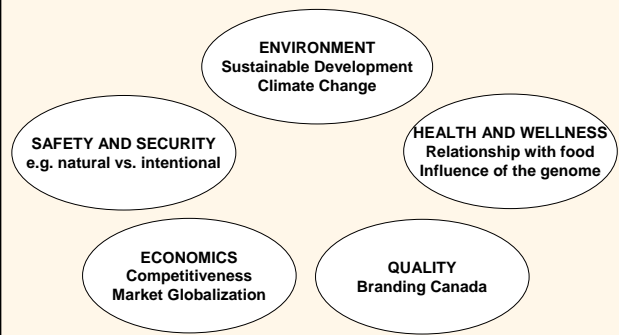 ENVIRONMENT
Sustainable Development
Climate Change
SAFETY AND SECURITY
e.g. natural vs. intentional
HEALTH AND WELLNESS
Relationship with food
Influence of the genome
ECONOMICS
Competitiveness
Market Globalization
QUALITY
Branding Canada